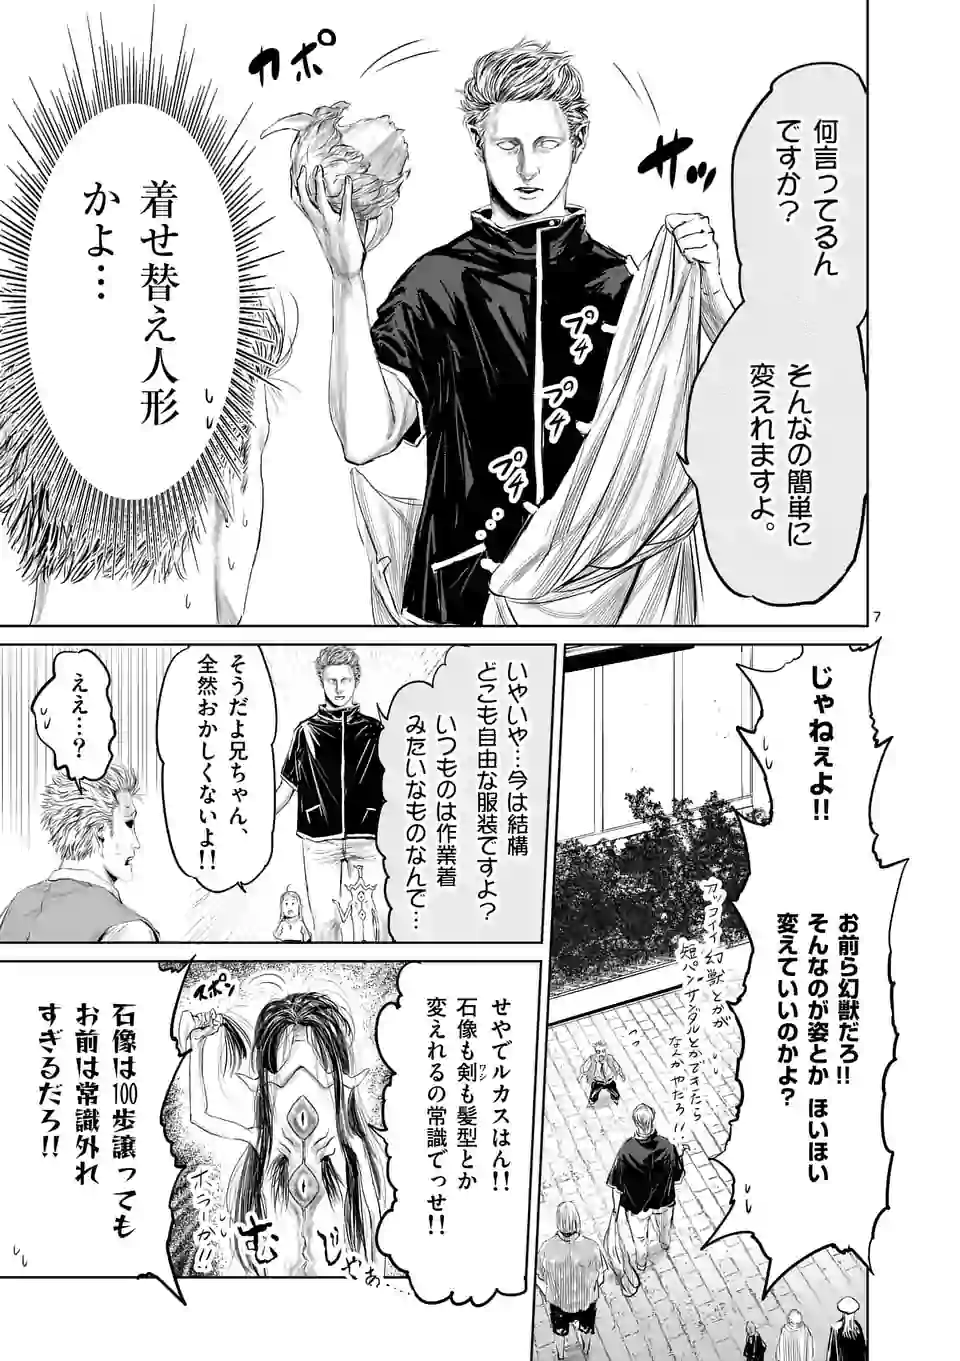 何言ってるん
ですか？
そんなの簡単に
変えれますよ。
カポ
サッ
プチ
プチ
プチ
着せ替え人形
かよ…
7
じゃねぇよ!!
お前ら幻獣だろ!!
そんなのが姿とか ほいほい
変えていいのかよ？
カッコイイ幻獣とかが
短パンサンダルとかできたら
なんかやだろ!!
いやいや…今は結構
どこも自由な服装ですよ？
いつものは作業着
みたいなものなんで…
そうだよ兄ちゃん、
全然おかしくないよ!!
ええ…？
せやでルカスはん!!
石像も剣も髪型とか
ワシ
変えれるの常識でっせ!!
スポン
ホラーか!!
むじゃあ…
石像は100歩譲っても
お前は常識外れ
すぎるだろ!!